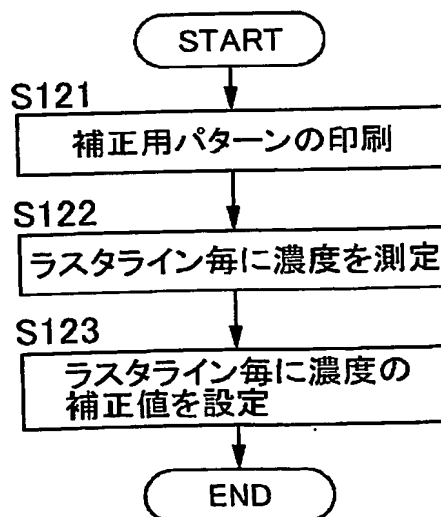 START
S121
補正用パターンの印刷
S122
ラスタライン毎に濃度を測定
S123
ラスタライン毎に濃度の
補正値を設定
END